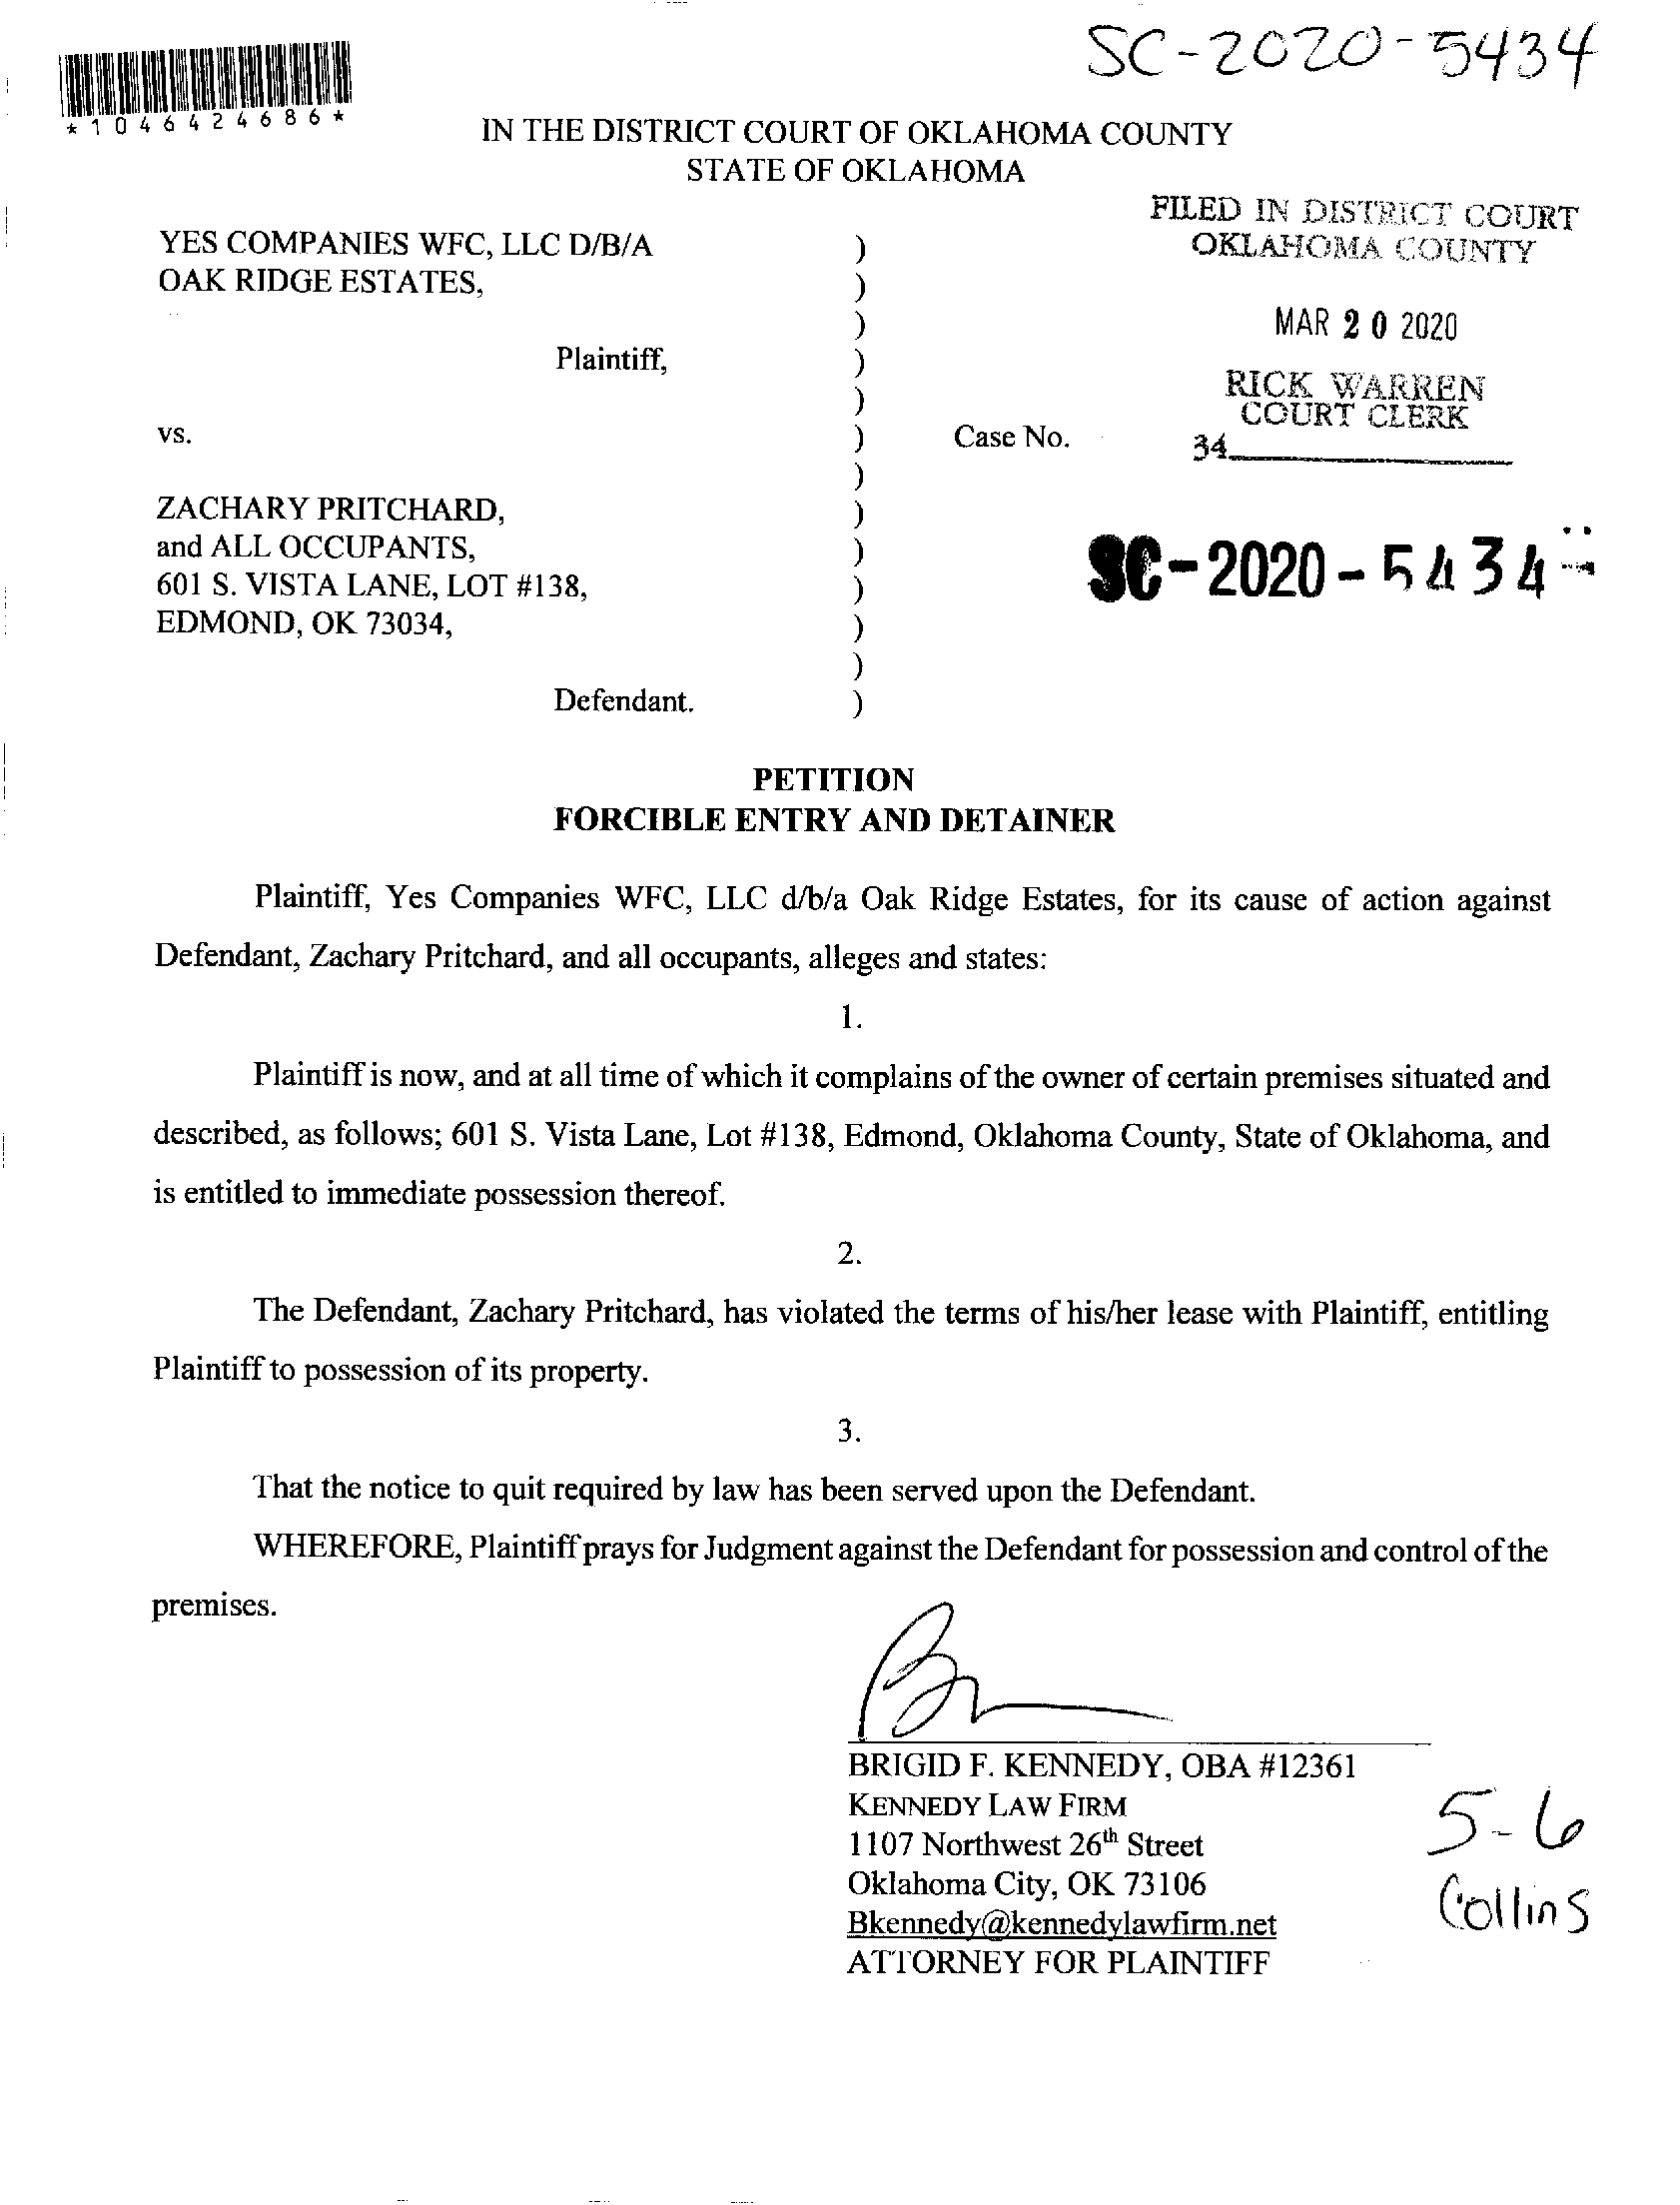 SC-2020-5434
*1046424686*
IN THE DISTRICT COURT OF OKLAHOMA COUNTY
STATE OF OKLAHOMA
FILED IN DISTRICT COURT
OKLAHOMA COUNTY
YES COMPANIES WFC, LLC D/B/A )
OAK RIDGE ESTATES, )
)
MAR 20 2020
Plaintiff, )
)
RICK WARREN
COURT CLERK
vs. ) Case No. 34
)
ZACHARY PRITCHARD, )
and ALL OCCUPANTS, )
601 S. VISTA LANE, LOT #138, )
EDMOND, OK 73034, )
SC-2020-5434
)
Defendant. )
PETITION
FORCIBLE ENTRY AND DETAINER
Plaintiff, Yes Companies WFC, LLC d/b/a Oak Ridge Estates, for its cause of action against
Defendant, Zachary Pritchard, and all occupants, alleges and states:
1.
Plaintiff is now, and at all time of which it complains of the owner of certain premises situated and
described, as follows; 601 S. Vista Lane, Lot #138, Edmond, Oklahoma County, State of Oklahoma, and
is entitled to immediate possession thereof.
2.
The Defendant, Zachary Pritchard, has violated the terms of his/her lease with Plaintiff, entitling
Plaintiff to possession of its property.
3.
That the notice to quit required by law has been served upon the Defendant.
WHEREFORE, Plaintiff prays for Judgment against the Defendant for possession and control of the
premises.
BRIGID F. KENNEDY, OBA #12361
KENNEDY LAW FIRM
1107 Northwest 26th Street
Oklahoma City, OK 73106
Bkennedy@kennedylawfirm.net
ATTORNEY FOR PLAINTIFF
5-6
Collins